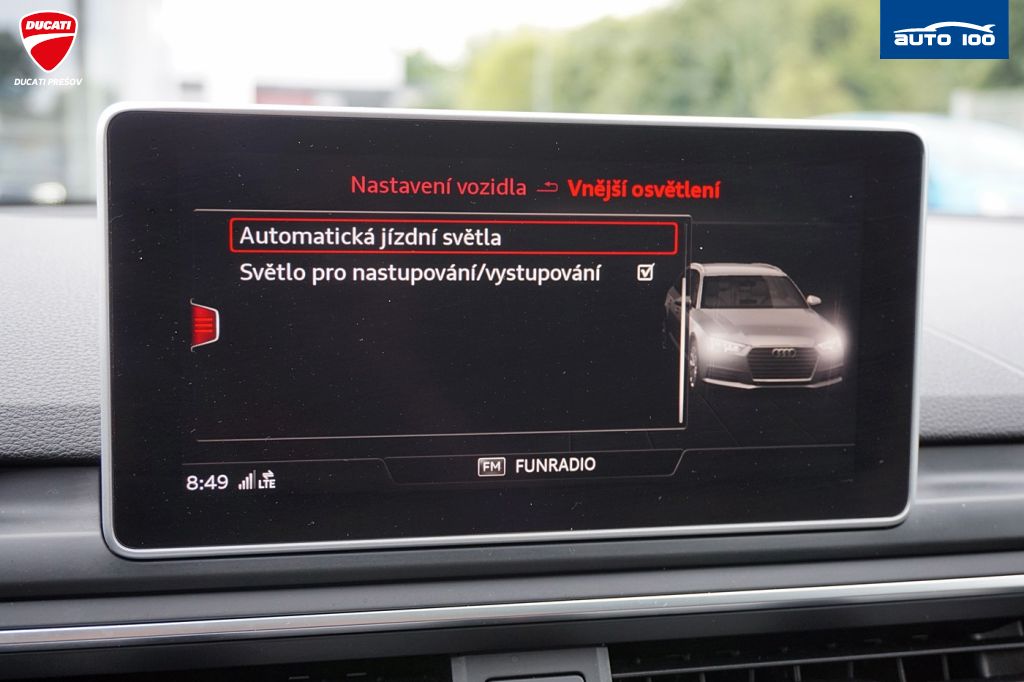 DUCATI
DUCATI PREŠOV
AUTO 100
Nastavení vozidla Vnější osvětlení
Automatická jízdní světla
Světlo pro nastupování/vystupování
8:49 LTE
FM FUNRADIO